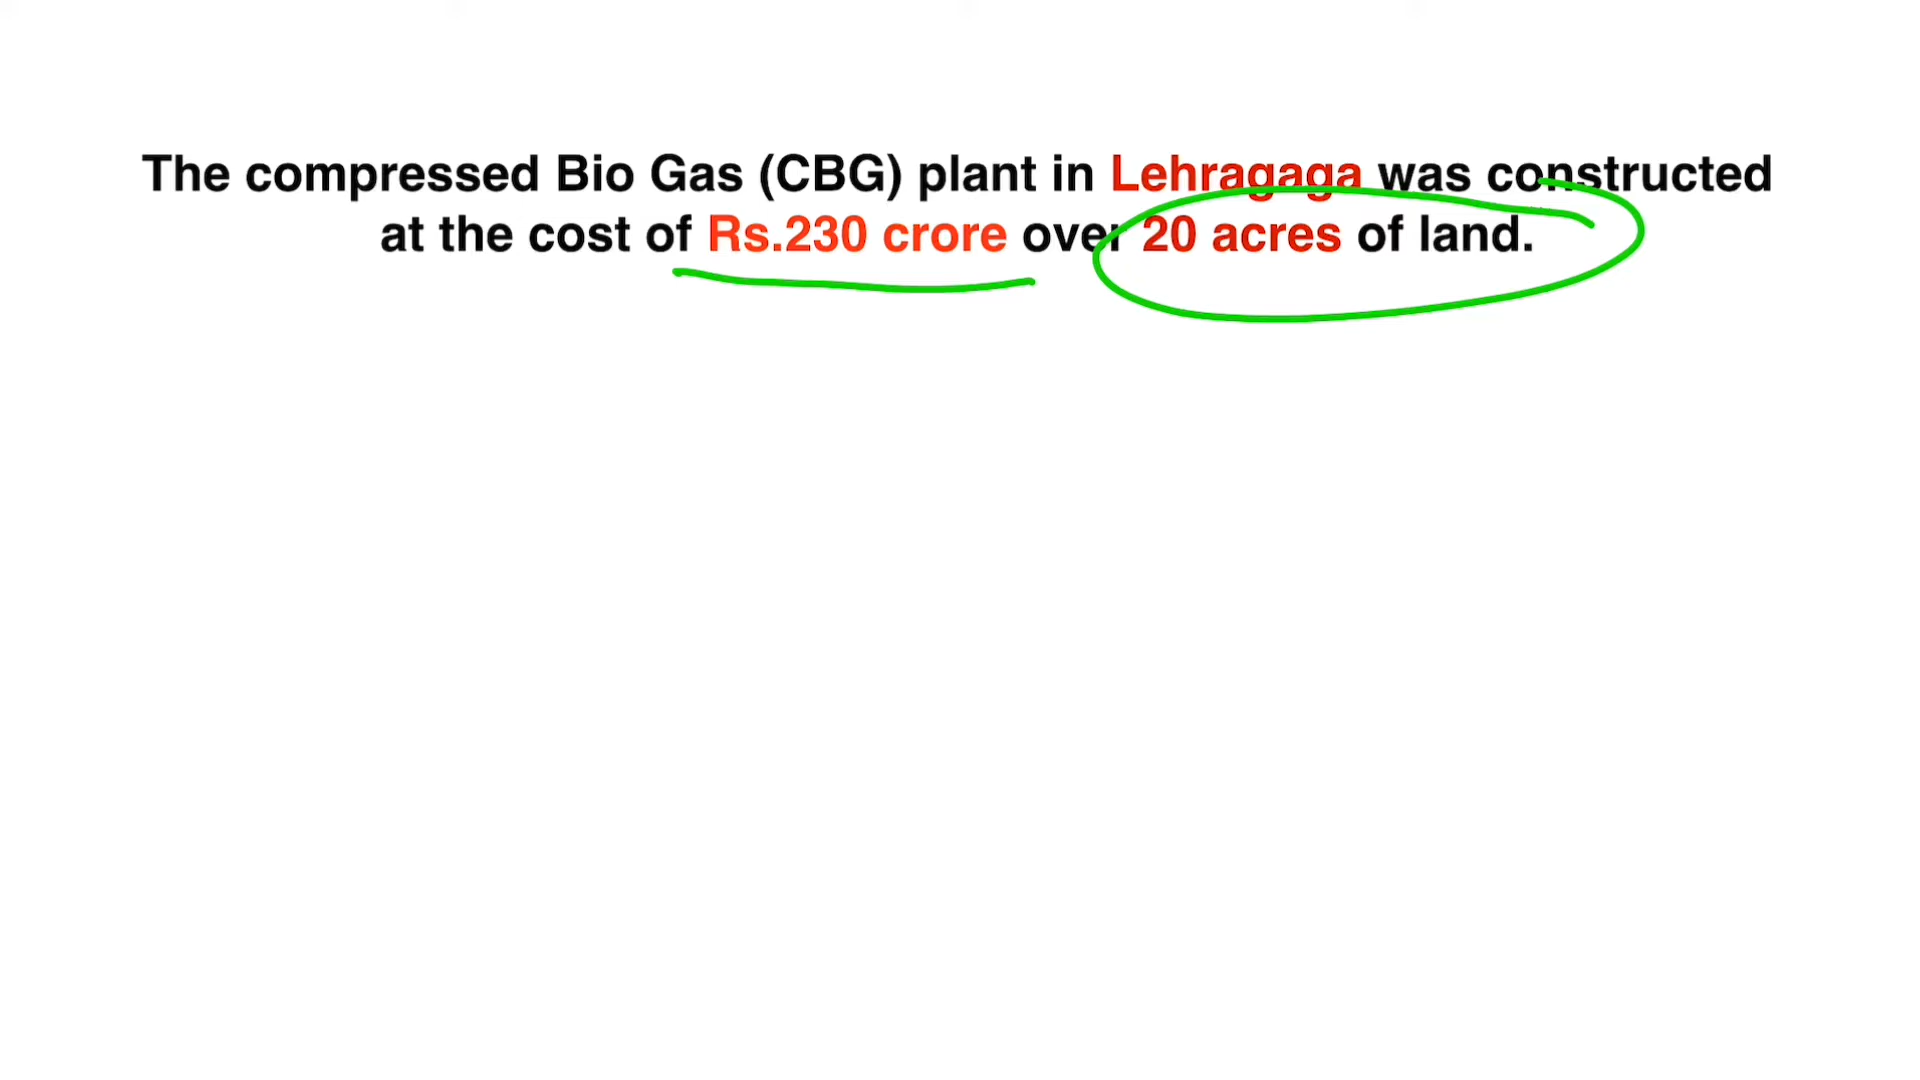 The compressed Bio Gas (CBG) plant in Lehragaga was constructed
at the cost of Rs.230 crore over 20 acres of land.